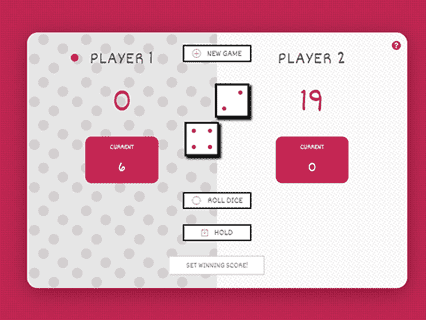 NEW GAME
?
PLAYER 1
PLAYER 2
0
19
CURRENT
6
CURRENT
0
ROLL DICE
HOLD
SET WINNING SCORE!